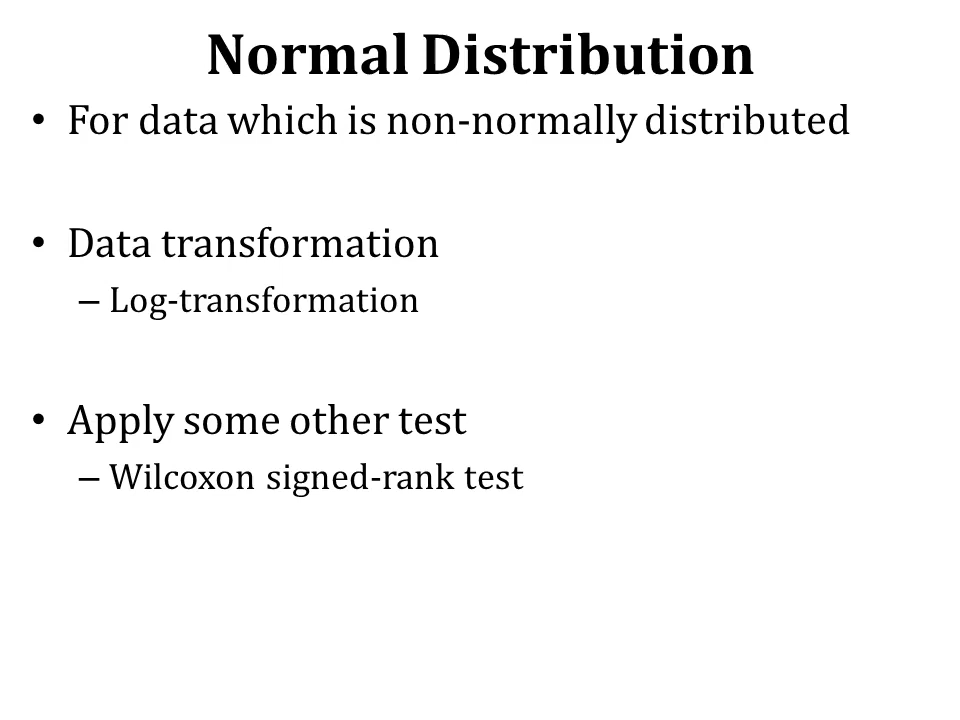 Normal Distribution
• For data which is non-normally distributed
• Data transformation
– Log-transformation
• Apply some other test
– Wilcoxon signed-rank test